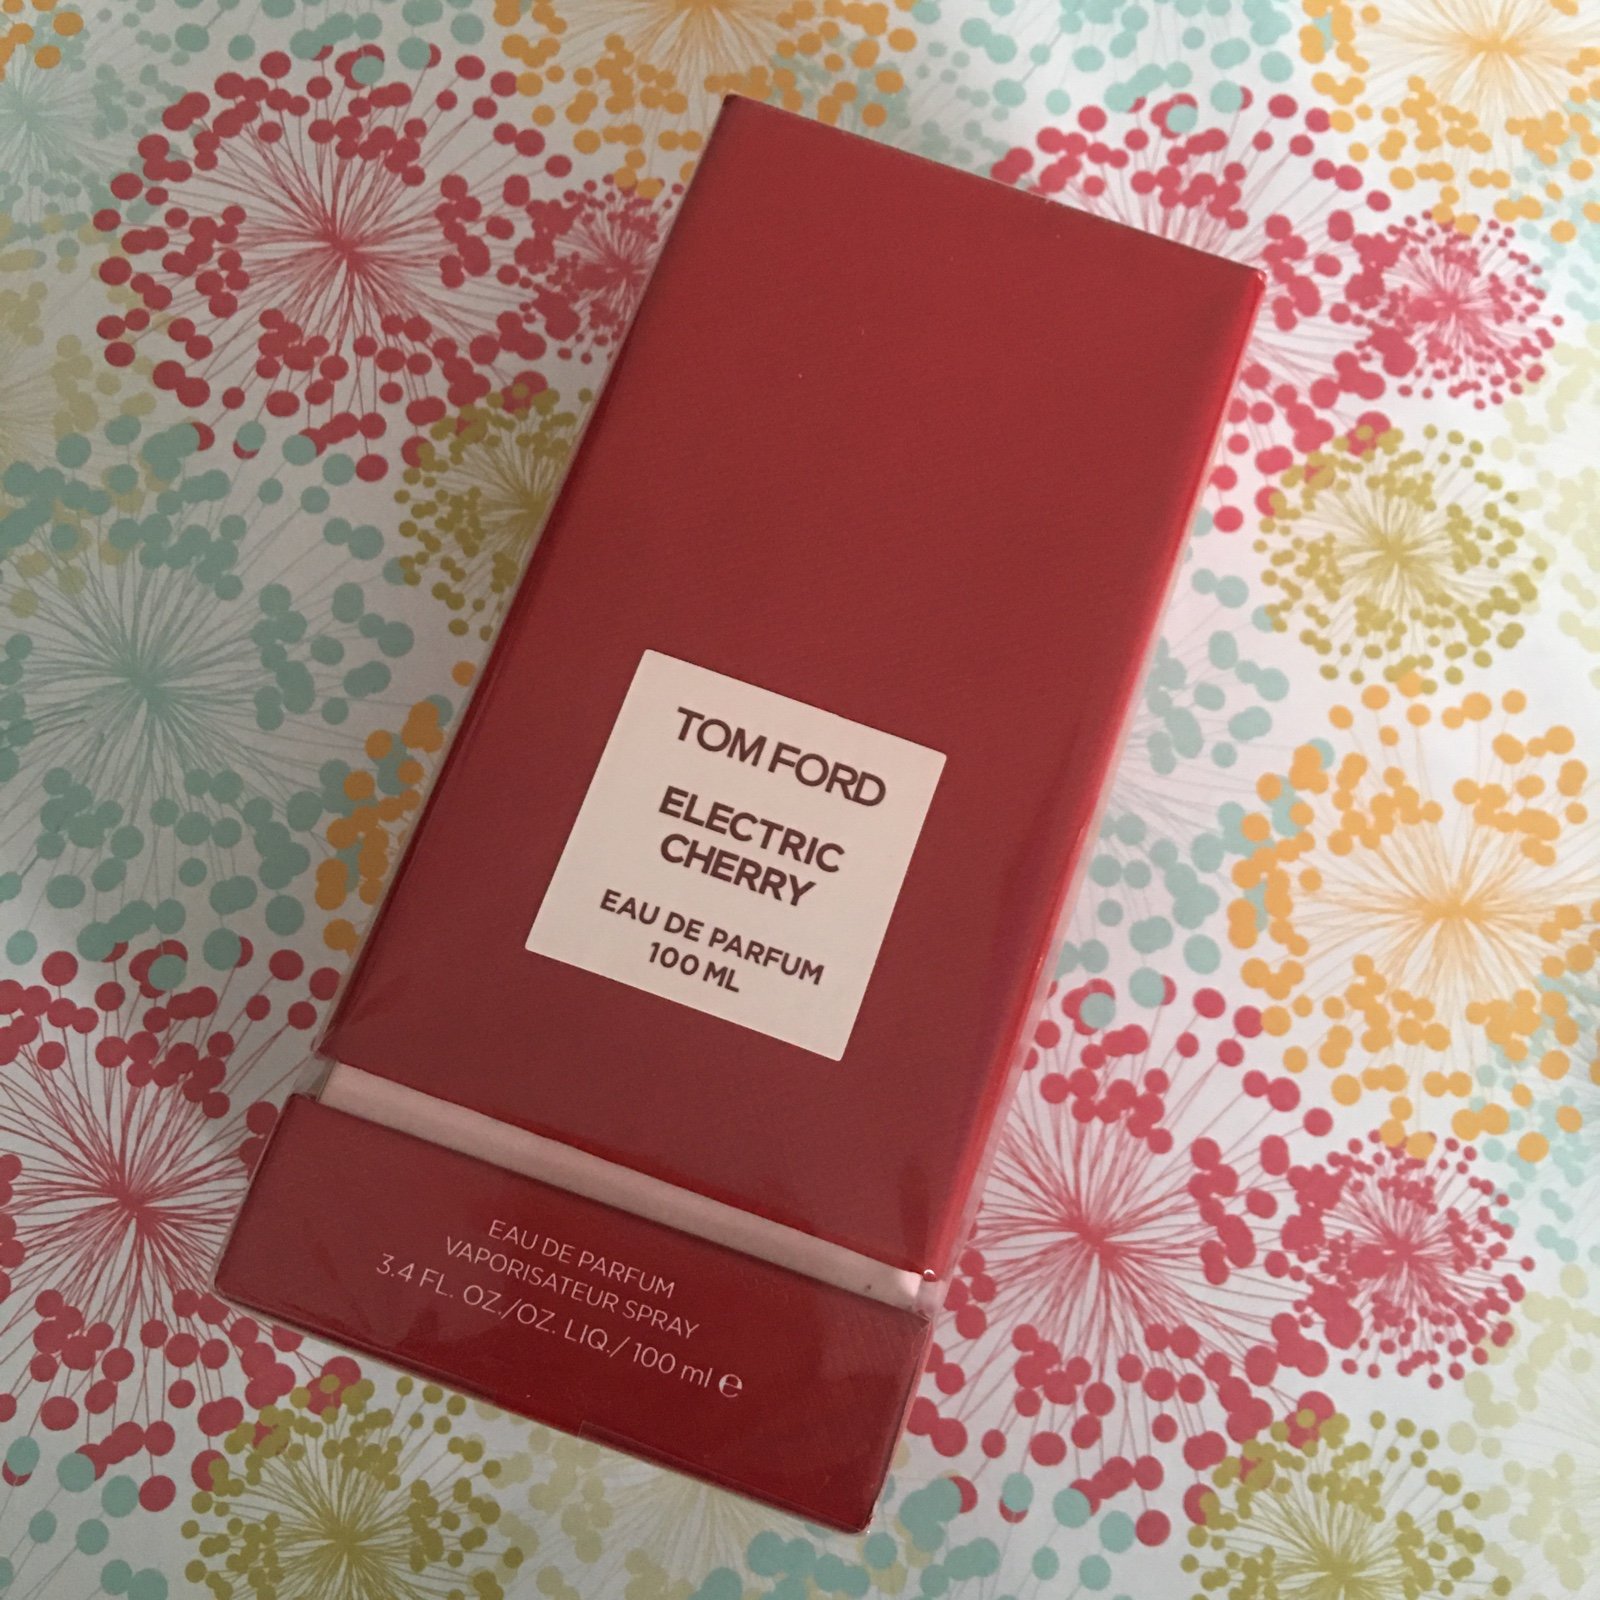 TOM FORD
ELECTRIC
CHERRY
EAU DE PARFUM
100 ML
EAU DE PARFUM
VAPORISATEUR SPRAY
3.4 FL. OZ./OZ. LIQ./ 100 ml ℮